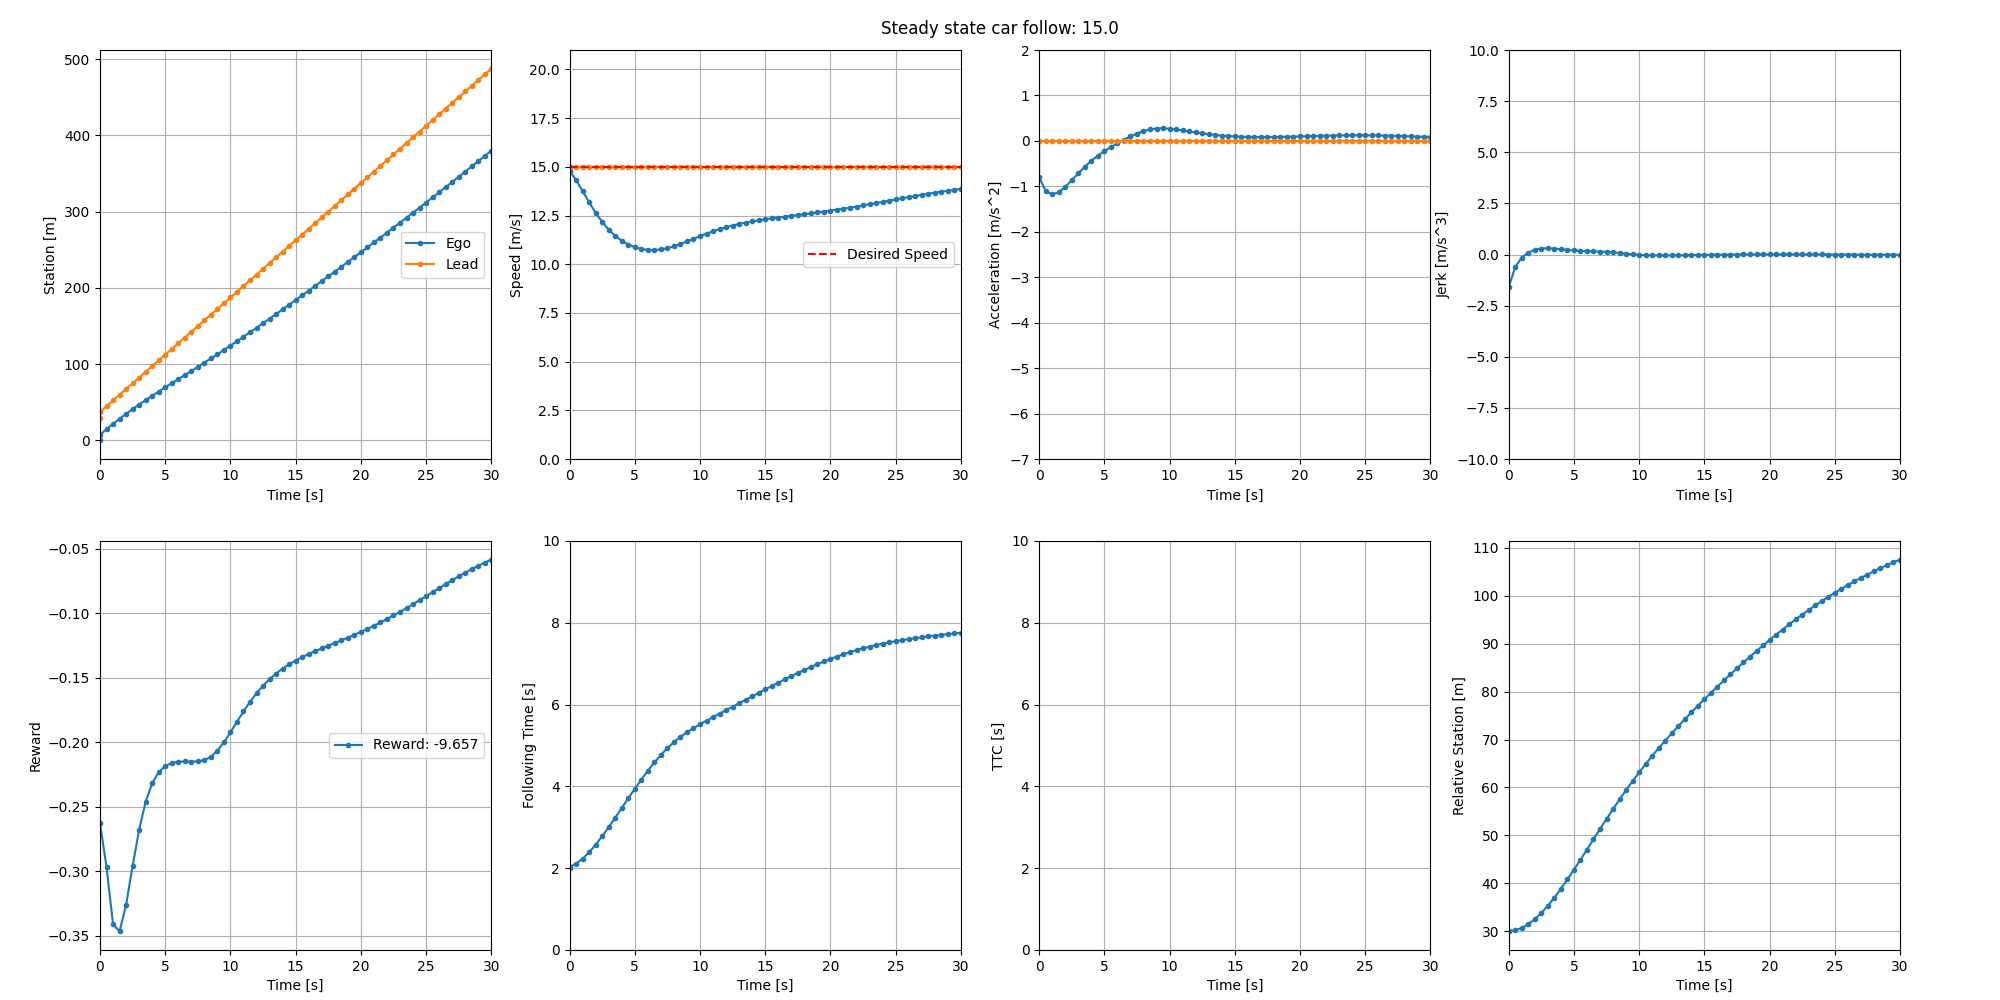 Steady state car follow: 15.0
Station [m]
500
400
300
200
100
0
Ego
Lead
0 5 10 15 20 25 30
Time [s]
Speed [m/s]
20.0
17.5
15.0
12.5
10.0
7.5
5.0
2.5
0.0
Desired Speed
0 5 10 15 20 25 30
Time [s]
Acceleration [m/s^2]
2
1
0
−1
−2
−3
−4
−5
−6
−7
0 5 10 15 20 25 30
Time [s]
Jerk [m/s^3]
10.0
7.5
5.0
2.5
0.0
−2.5
−5.0
−7.5
−10.0
0 5 10 15 20 25 30
Time [s]
Reward
−0.05
−0.10
−0.15
−0.20
−0.25
−0.30
−0.35
Reward: -9.657
0 5 10 15 20 25 30
Time [s]
Following Time [s]
10
8
6
4
2
0
0 5 10 15 20 25 30
Time [s]
TTC [s]
10
8
6
4
2
0
0 5 10 15 20 25 30
Time [s]
Relative Station [m]
110
100
90
80
70
60
50
40
30
0 5 10 15 20 25 30
Time [s]